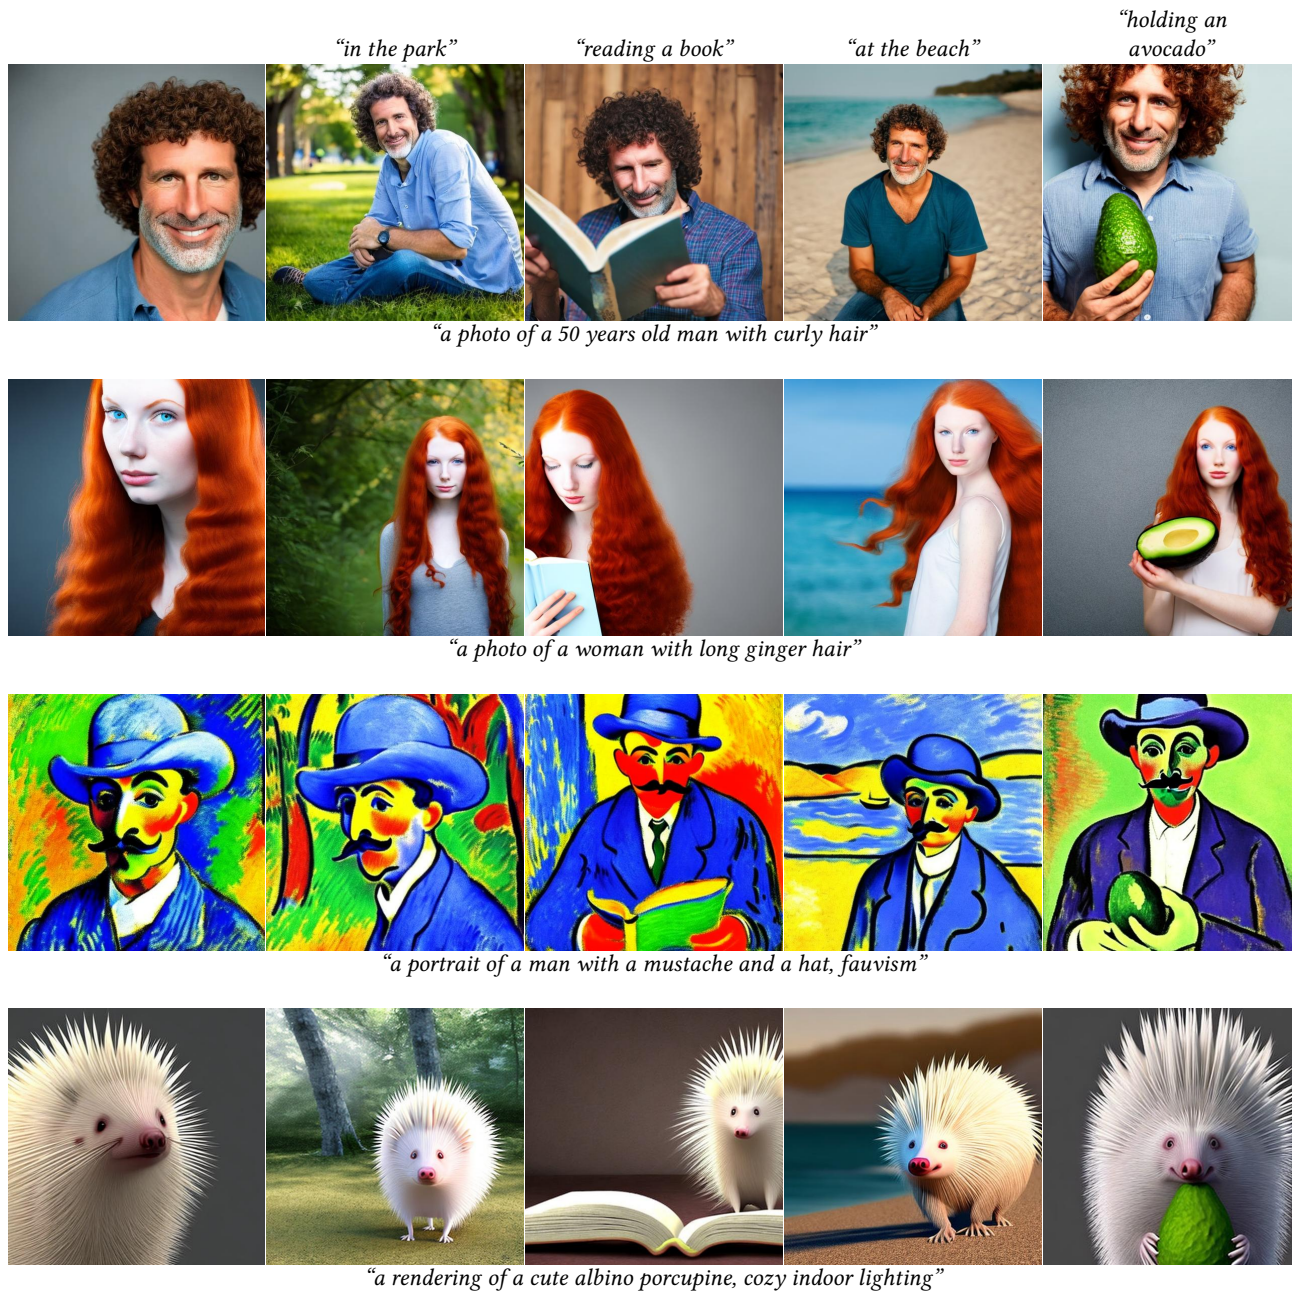 “in the park”
“reading a book”
“at the beach”
“holding an
avocado”
“a photo of a 50 years old man with curly hair”
“a photo of a woman with long ginger hair”
“a portrait of a man with a mustache and a hat, fauvism”
“a rendering of a cute albino porcupine, cozy indoor lighting”